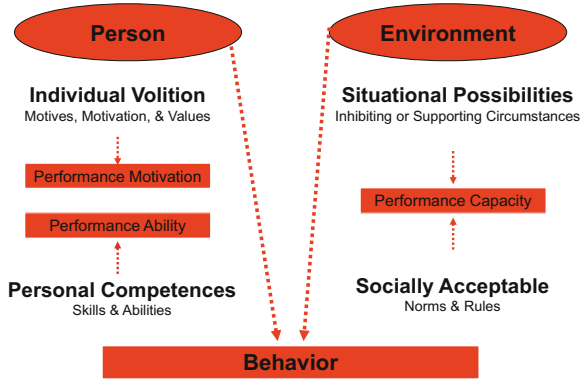 Person
Environment
Individual Volition
Motives, Motivation, & Values
Situational Possibilities
Inhibiting or Supporting Circumstances
Performance Motivation
Performance Capacity
Performance Ability
Personal Competences
Skills & Abilities
Socially Acceptable
Norms & Rules
Behavior